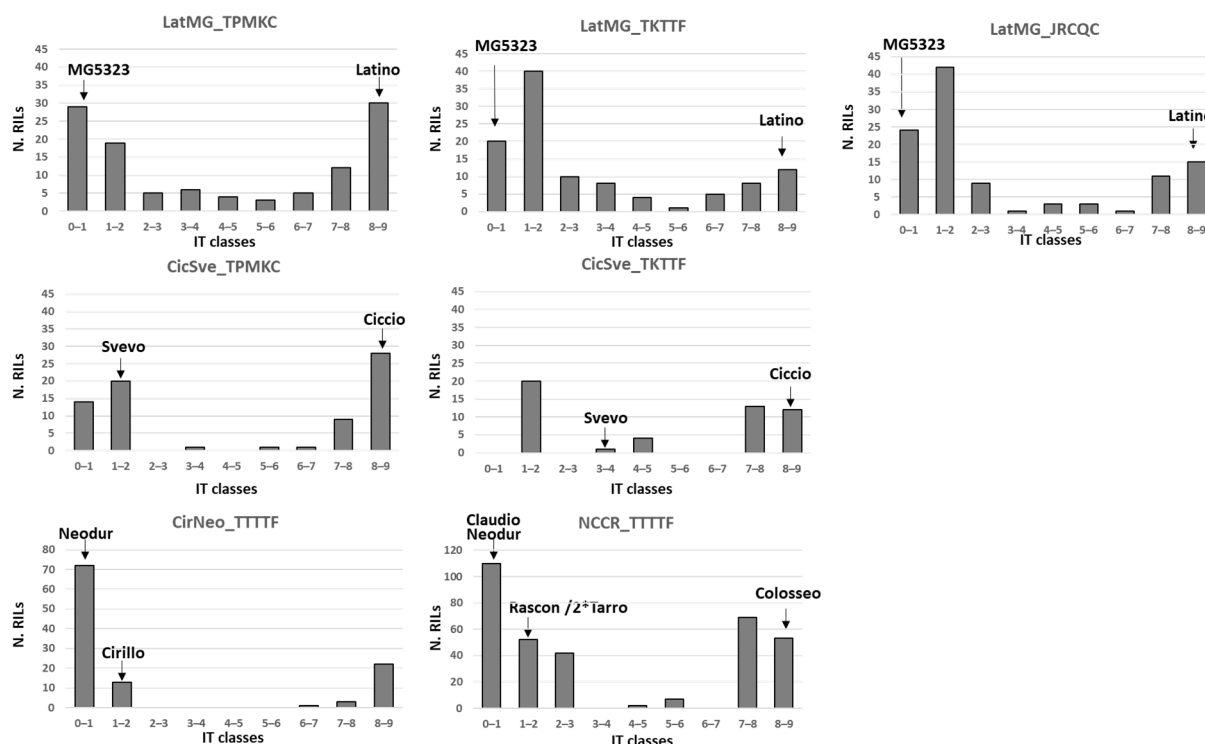 LatMG_TPMKC
45
40
35
30
25
20
15
10
5
0
N. RILs
MG5323
Latino
0–1 1–2 2–3 3–4 4–5 5–6 6–7 7–8 8–9
IT classes
LatMG_TKTTF
MG5323
45
40
35
30
25
20
15
10
5
0
N. RILs
Latino
0–1 1–2 2–3 3–4 4–5 5–6 6–7 7–8 8–9
IT classes
LatMG_JRCQC
MG5323
45
40
35
30
25
20
15
10
5
0
N. RILs
Latino
0–1 1–2 2–3 3–4 4–5 5–6 6–7 7–8 8–9
IT classes
CicSve_TPMKC
45
40
35
30
25
20
15
10
5
0
N. RILs
Svevo
Ciccio
0–1 1–2 2–3 3–4 4–5 5–6 6–7 7–8 8–9
IT classes
CicSve_TKTTF
45
40
35
30
25
20
15
10
5
0
N. RILs
Svevo
Ciccio
0–1 1–2 2–3 3–4 4–5 5–6 6–7 7–8 8–9
IT classes
CirNeo_TTTTF
Neodur
80
70
60
50
40
30
20
10
0
N. RILs
Cirillo
0–1 1–2 2–3 3–4 4–5 5–6 6–7 7–8 8–9
IT classes
NCCR_TTTTF
Claudio
Neodur
120
100
80
60
40
20
0
N. RILs
Rascon /2*Tarro
Colosseo
0–1 1–2 2–3 3–4 4–5 5–6 6–7 7–8 8–9
IT classes